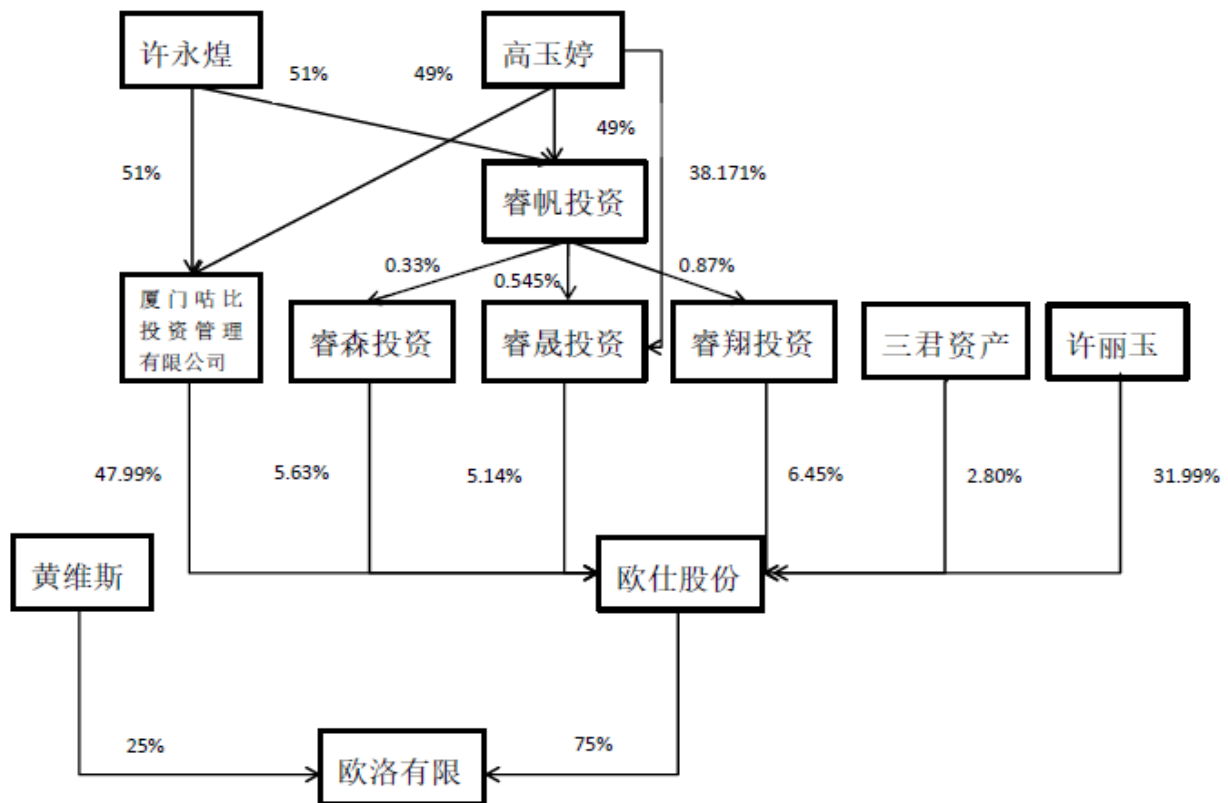 许永煌
高玉婷
51%
49%
49%
51%
38.171%
睿帆投资
0.33%
0.545%
0.87%
厦门咕比
投资管理
有限公司
睿森投资
睿晟投资
睿翔投资
三君资产
许丽玉
47.99%
5.63%
5.14%
6.45%
2.80%
31.99%
黄维斯
欧仕股份
25%
75%
欧洛有限